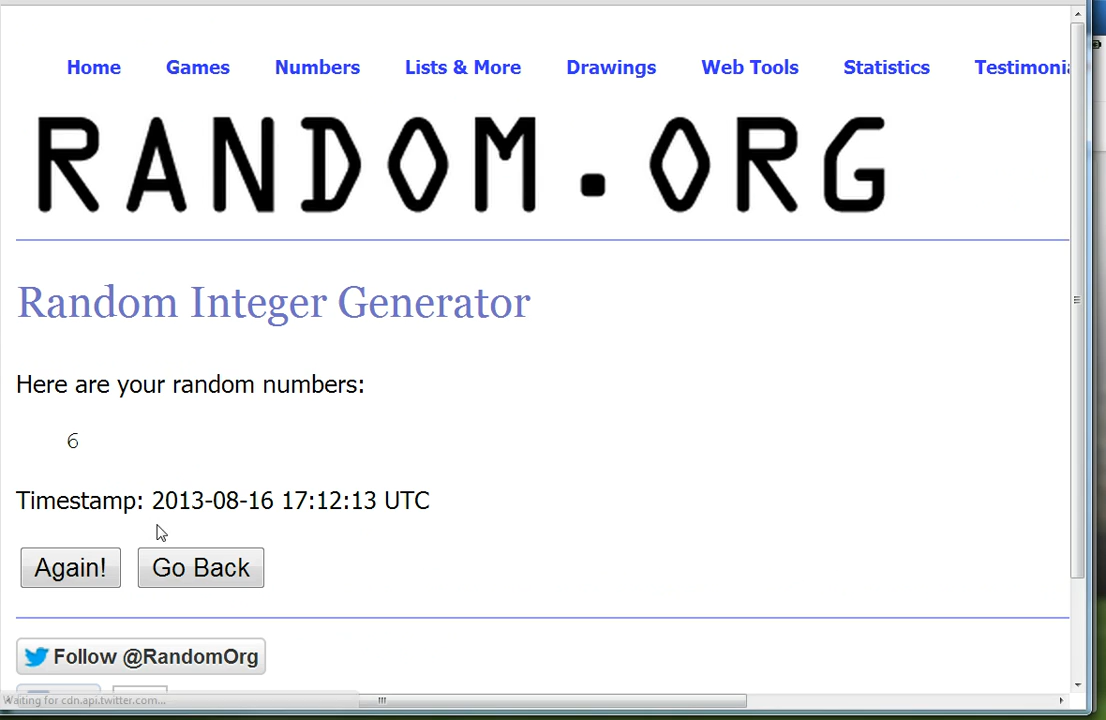 Home Games Numbers Lists & More Drawings Web Tools Statistics Testimonia
RANDOM.ORG
Random Integer Generator
Here are your random numbers:
6
Timestamp: 2013-08-16 17:12:13 UTC
Again! Go Back
Follow @RandomOrg
Waiting for cdn.api.twitter.com...